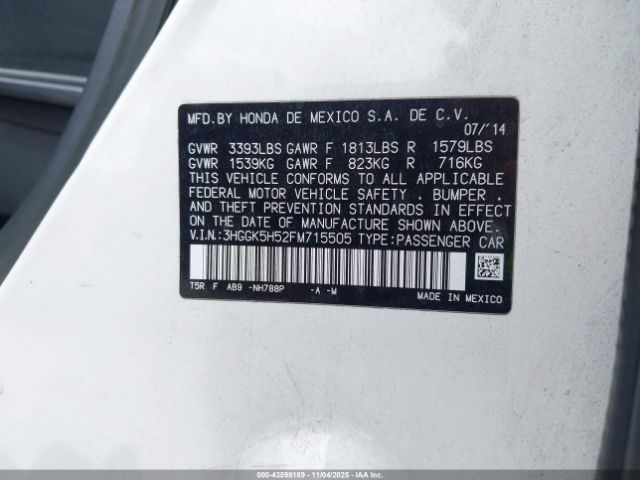 MFD.BY HONDA DE MEXICO S.A. DE C.V.
07/'14
GVWR 3393LBS GAWR F 1813LBS R 1579LBS
GVWR 1539KG GAWR F 823KG R 716KG
THIS VEHICLE CONFORMS TO ALL APPLICABLE
FEDERAL MOTOR VEHICLE SAFETY . BUMPER .
AND THEFT PREVENTION STANDARDS IN EFFECT
ON THE DATE OF MANUFACTURE SHOWN ABOVE.
V.I.N.:3HGGK5H52FM715505 TYPE:PASSENGER CAR
T5R F AB9 -NH788P -A -M
MADE IN MEXICO
000-43598189 - 11/04/2025 - IAAI, Inc. Copyright